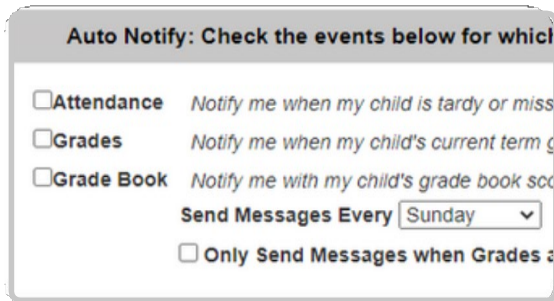 Auto Notify: Check the events below for which
Attendance Notify me when my child is tardy or miss
Grades Notify me when my child's current term g
Grade Book Notify me with my child's grade book sco
Send Messages Every Sunday
Only Send Messages when Grades a